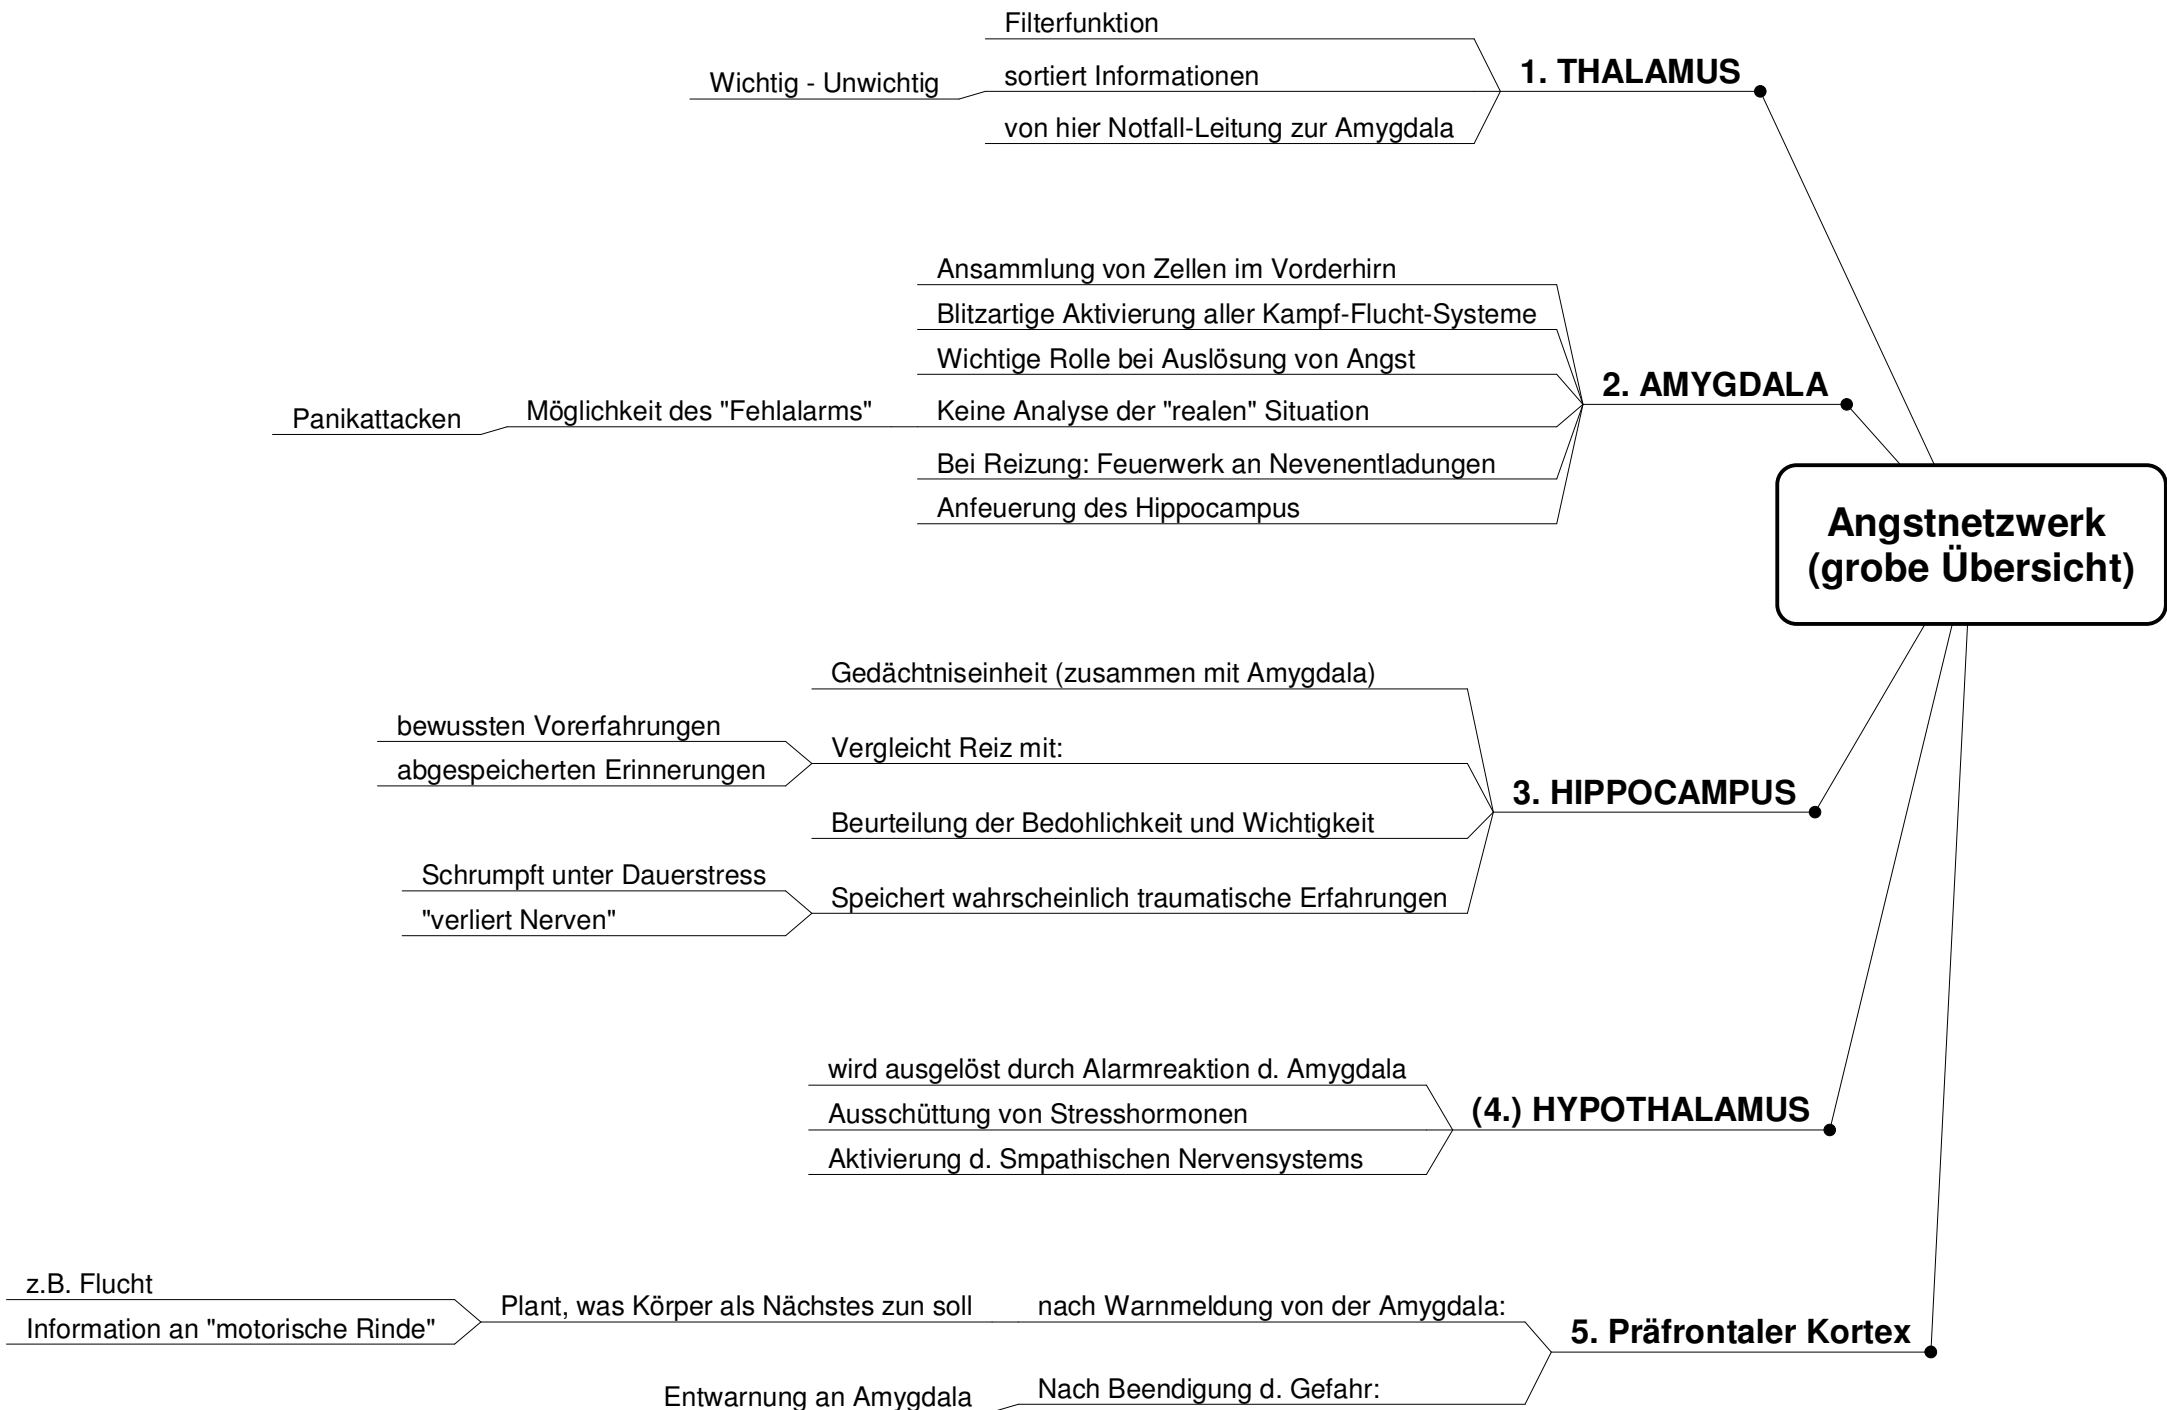 Angstnetzwerk
(grobe Übersicht)
1. THALAMUS
Filterfunktion
sortiert Informationen
Wichtig - Unwichtig
von hier Notfall-Leitung zur Amygdala
2. AMYGDALA
Ansammlung von Zellen im Vorderhirn
Blitzartige Aktivierung aller Kampf-Flucht-Systeme
Wichtige Rolle bei Auslösung von Angst
Keine Analyse der "realen" Situation
Möglichkeit des "Fehlalarms"
Panikattacken
Bei Reizung: Feuerwerk an Nevenentladungen
Anfeuerung des Hippocampus
3. HIPPOCAMPUS
Gedächtniseinheit (zusammen mit Amygdala)
Vergleicht Reiz mit:
bewussten Vorerfahrungen
abgespeicherten Erinnerungen
Beurteilung der Bedohlichkeit und Wichtigkeit
Speichert wahrscheinlich traumatische Erfahrungen
Schrumpft unter Dauerstress
"verliert Nerven"
(4.) HYPOTHALAMUS
wird ausgelöst durch Alarmreaktion d. Amygdala
Ausschüttung von Stresshormonen
Aktivierung d. Smpathischen Nervensystems
5. Präfrontaler Kortex
nach Warnmeldung von der Amygdala:
Plant, was Körper als Nächstes zun soll
z.B. Flucht
Information an "motorische Rinde"
Nach Beendigung d. Gefahr:
Entwarnung an Amygdala